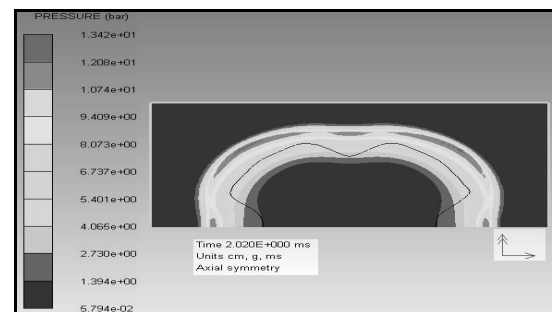 PRESSURE (bar)
1.342e+01
1.208e+01
1.074e+01
9.409e+00
8.073e+00
6.737e+00
5.401e+00
4.065e+00
2.730e+00
1.394e+00
5.794e-02
Time 2.020E+000 ms
Units cm, g, ms
Axial symmetry